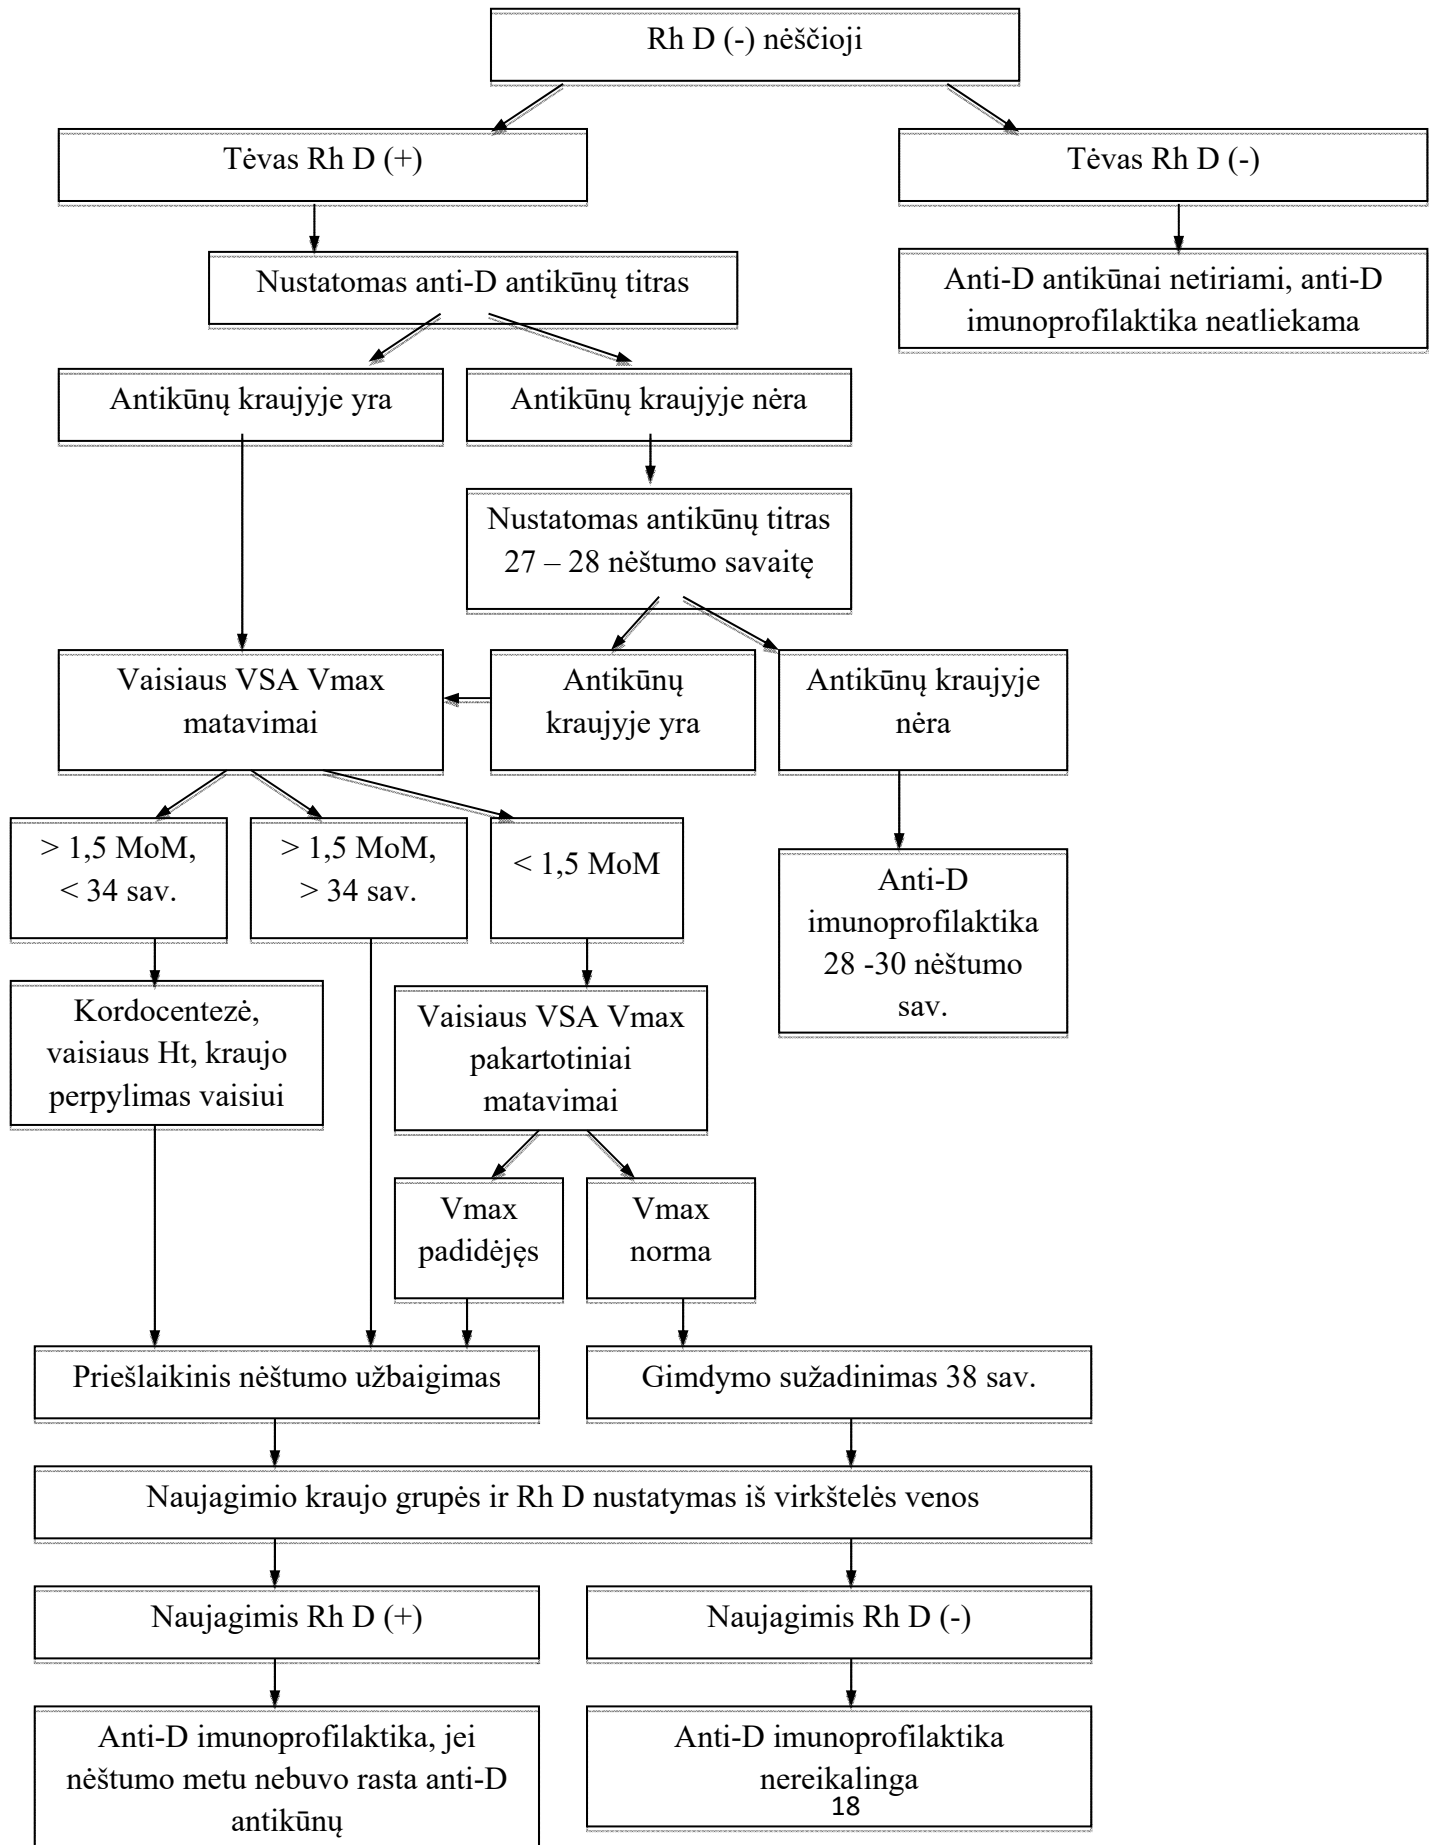 Rh D (-) nėščioji
Tėvas Rh D (+)
Tėvas Rh D (-)
Nustatomas anti-D antikūnų titras
Anti-D antikūnai netiriami, anti-D
imunoprofilaktika neatliekama
Antikūnų kraujyje yra
Antikūnų kraujyje nėra
Nustatomas antikūnų titras
27 – 28 nėštumo savaitę
Vaisiaus VSA Vmax
matavimai
Antikūnų
kraujyje yra
Antikūnų kraujyje
nėra
> 1,5 MoM,
< 34 sav.
> 1,5 MoM,
> 34 sav.
< 1,5 MoM
Anti-D
imunoprofilaktika
28 -30 nėštumo
sav.
Kordocentezė,
vaisiaus Ht, kraujo
perpylimas vaisiui
Vaisiaus VSA Vmax
pakartotiniai
matavimai
Vmax
padidėjęs
Vmax
norma
Priešlaikinis nėštumo užbaigimas
Gimdymo sužadinimas 38 sav.
Naujagimio kraujo grupės ir Rh D nustatymas iš virkštelės venos
Naujagimis Rh D (+)
Naujagimis Rh D (-)
Anti-D imunoprofilaktika, jei
nėštumo metu nebuvo rasta anti-D
antikūnų
Anti-D imunoprofilaktika
nereikalinga
18